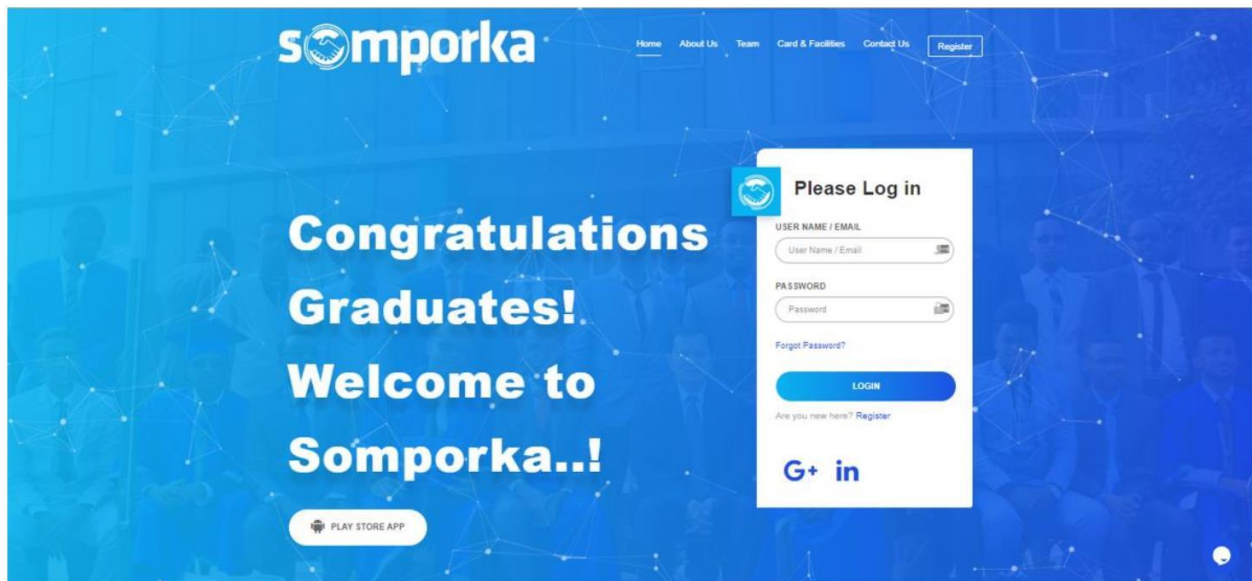 somporka
Home About Us Team Card & Facilities Contact Us Register
Congratulations
Graduates!
Welcome to
Somporka..!
PLAY STORE APP
Please Log in
USER NAME / EMAIL
User Name / Email
PASSWORD
Password
Forgot Password?
LOGIN
Are you new here? Register
G+ in